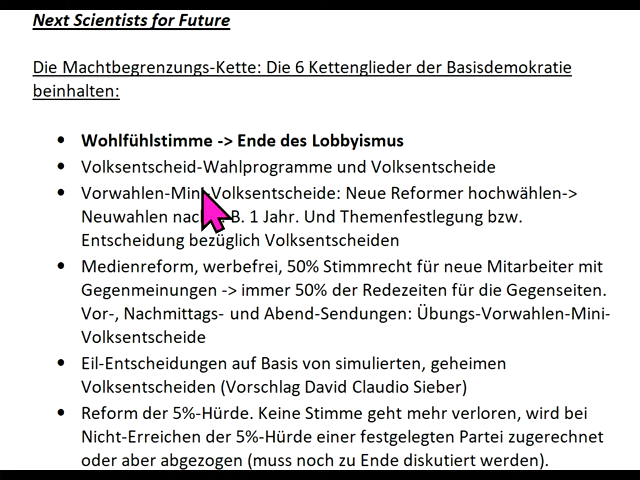 Next Scientists for Future
Die Machtbegrenzungs-Kette: Die 6 Kettenglieder der Basisdemokratie
beinhalten:
• Wohlfühlstimme -> Ende des Lobbyismus
• Volksentscheid-Wahlprogramme und Volksentscheide
• Vorwahlen-Mini-Volksentscheide: Neue Reformer hochwählen->
Neuwahlen B. 1 Jahr. Und Themenfestlegung bzw.
Entscheidung bezüglich Volksentscheiden
• Medienreform, werbefrei, 50% Stimmrecht für neue Mitarbeiter mit
Gegenmeinungen -> immer 50% der Redezeiten für die Gegenseiten.
Vor-, Nachmittags- und Abend-Sendungen: Übungs-Vorwahlen-Mini-
Volksentscheide
• Eil-Entscheidungen auf Basis von simulierten, geheimen
Volksentscheiden (Vorschlag David Claudio Sieber)
• Reform der 5%-Hürde. Keine Stimme geht mehr verloren, wird bei
Nicht-Erreichen der 5%-Hürde einer festgelegten Partei zugerechnet
oder aber abgezogen (muss noch zu Ende diskutiert werden).